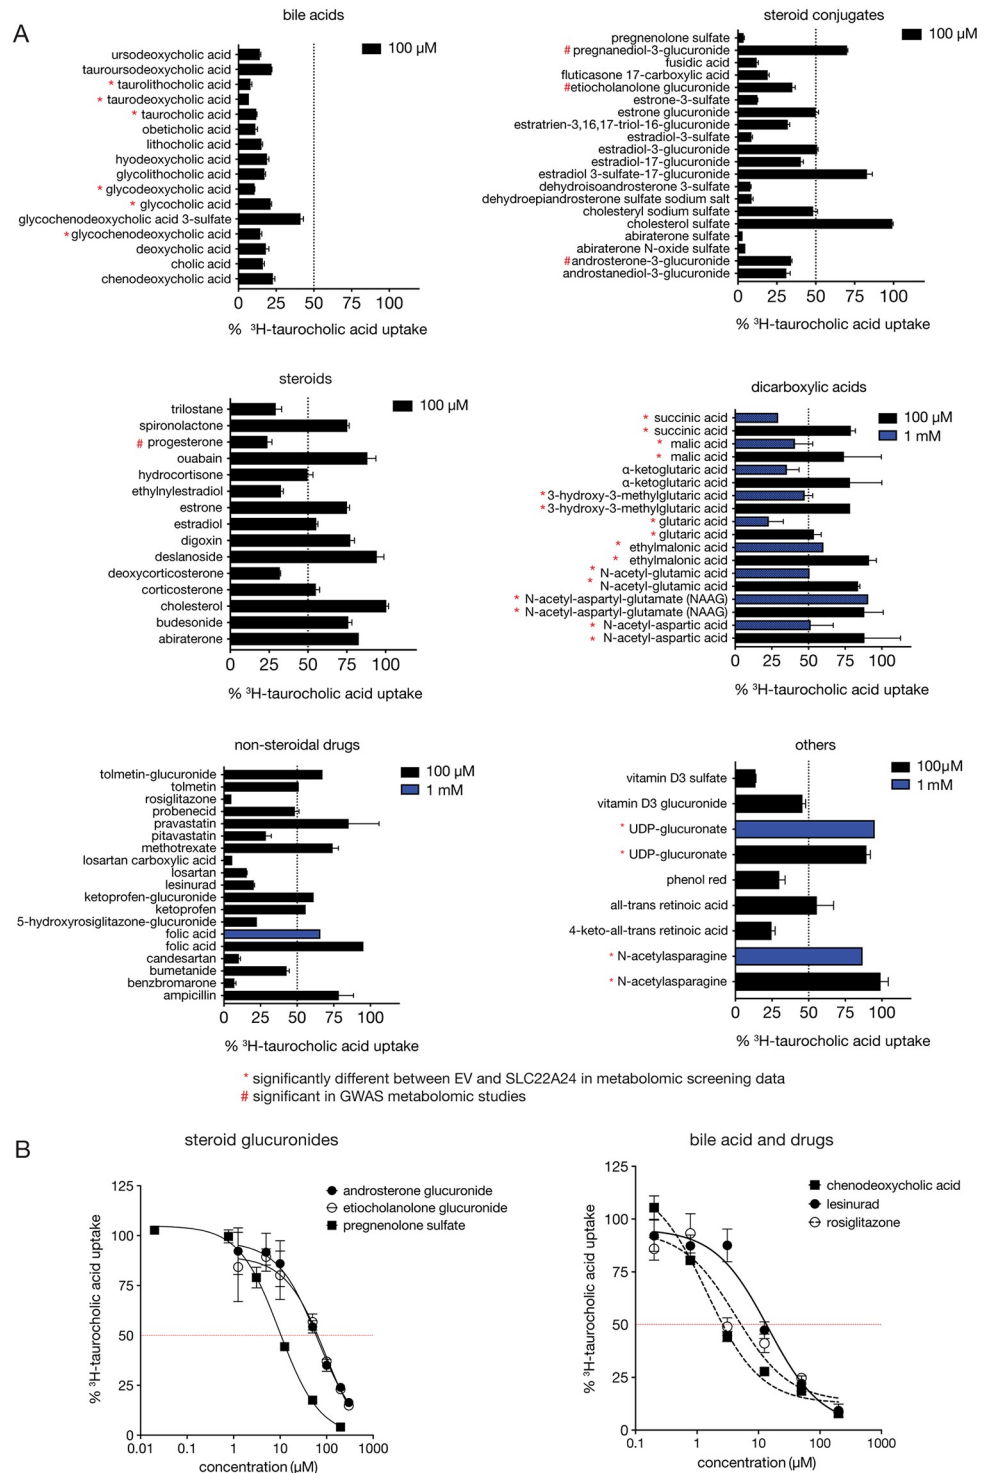 A
bile acids
100 µM
ursodeoxycholic acid
tauroursodeoxycholic acid
* taurolithocholic acid
* taurodeoxycholic acid
* taurocholic acid
obeticholic acid
lithocholic acid
hyodeoxycholic acid
glycolithocholic acid
* glycodeoxycholic acid
* glycocholic acid
glycochenodeoxycholic acid 3-sulfate
* glycochenodeoxycholic acid
deoxycholic acid
cholic acid
chenodeoxycholic acid
0 25 50 75 100
% ³H-taurocholic acid uptake
steroid conjugates
100 µM
pregnenolone sulfate
# pregnanediol-3-glucuronide
fusidic acid
fluticasone 17-carboxylic acid
#etiocholanolone glucuronide
estrone-3-sulfate
estrone glucuronide
estratrien-3,16,17-triol-16-glucuronide
estradiol-3-sulfate
estradiol-3-glucuronide
estradiol-17-glucuronide
estradiol 3-sulfate-17-glucuronide
dehydroisoandrosterone 3-sulfate
dehydroepiandrosterone sulfate sodium salt
cholesteryl sodium sulfate
cholesterol sulfate
abiraterone sulfate
abiraterone N-oxide sulfate
#androsterone-3-glucuronide
androstanediol-3-glucuronide
0 25 50 75 100
% ³H-taurocholic acid uptake
steroids
100 µM
trilostane
spironolactone
# progesterone
ouabain
hydrocortisone
ethylnylestradiol
estrone
estradiol
digoxin
deslanoside
deoxycorticosterone
corticosterone
cholesterol
budesonide
abiraterone
0 25 50 75 100
% ³H-taurocholic acid uptake
dicarboxylic acids
100 µM
1 mM
* succinic acid
* succinic acid
* malic acid
* malic acid
α-ketoglutaric acid
α-ketoglutaric acid
* 3-hydroxy-3-methylglutaric acid
* 3-hydroxy-3-methylglutaric acid
* glutaric acid
* glutaric acid
* ethylmalonic acid
* ethylmalonic acid
* N-acetyl-glutamic acid
* N-acetyl-glutamic acid
* N-acetyl-aspartyl-glutamate (NAAG)
* N-acetyl-aspartyl-glutamate (NAAG)
* N-acetyl-aspartic acid
* N-acetyl-aspartic acid
0 25 50 75 100
% ³H-taurocholic acid uptake
non-steroidal drugs
100 µM
1 mM
tolmetin-glucuronide
tolmetin
rosiglitazone
probenecid
pravastatin
pitavastatin
methotrexate
losartan carboxylic acid
losartan
lesinurad
ketoprofen-glucuronide
ketoprofen
5-hydroxyrosiglitazone-glucuronide
folic acid
folic acid
candesartan
bumetanide
benzbromarone
ampicillin
0 25 50 75 100
% ³H-taurocholic acid uptake
others
100µM
1 mM
vitamin D3 sulfate
vitamin D3 glucuronide
* UDP-glucuronate
* UDP-glucuronate
phenol red
all-trans retinoic acid
4-keto-all-trans retinoic acid
* N-acetylasparagine
* N-acetylasparagine
0 25 50 75 100
% ³H-taurocholic acid uptake
* significantly different between EV and SLC22A24 in metabolomic screening data
# significant in GWAS metabolomic studies
B
steroid glucuronides
androsterone glucuronide
etiocholanolone glucuronide
pregnenolone sulfate
% ³H-taurocholic acid uptake
125
100
75
50
25
0
0.01 0.1 1 10 100 1000
concentration (µM)
bile acid and drugs
chenodeoxycholic acid
lesinurad
rosiglitazone
% ³H-taurocholic acid uptake
125
100
75
50
25
0
0.1 1 10 100 1000
concentration (µM)